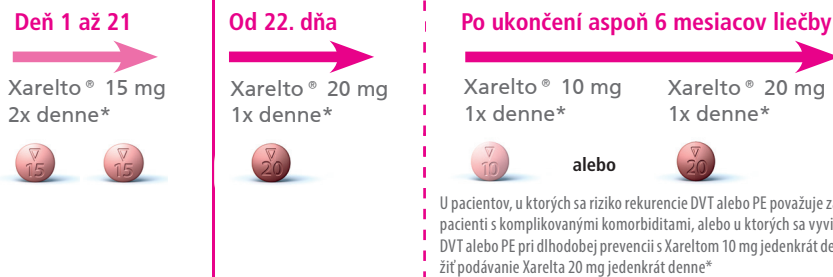 Deň 1 až 21
Xarelto® 15 mg
2x denne*
15 15
Od 22. dňa
Xarelto® 20 mg
1x denne*
20
Po ukončení aspoň 6 mesiacov liečby
Xarelto® 10 mg
1x denne*
10
alebo
Xarelto® 20 mg
1x denne*
20
U pacientov, u ktorých sa riziko rekurencie DVT alebo PE považuje
pacienti s komplikovanými komorbiditami, alebo u ktorých sa
DVT alebo PE pri dlhodobej prevencii s Xareltom 10 mg jedenkrát
žiť podávanie Xarelta 20 mg jedenkrát denne*